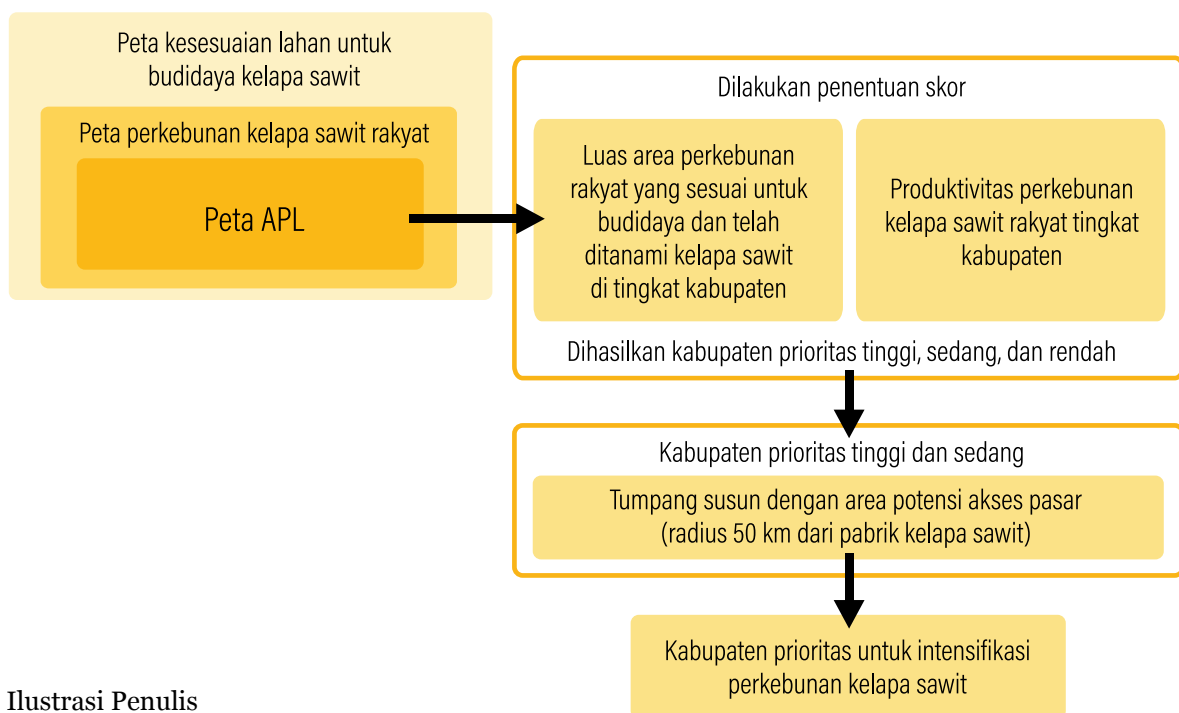 Peta kesesuaian lahan untuk
budidaya kelapa sawit
Peta perkebunan kelapa sawit rakyat
Peta APL
Dilakukan penentuan skor
Luas area perkebunan
rakyat yang sesuai untuk
budidaya dan telah
ditanami kelapa sawit
di tingkat kabupaten
Produktivitas perkebunan
kelapa sawit rakyat tingkat
kabupaten
Dihasilkan kabupaten prioritas tinggi, sedang, dan rendah
Kabupaten prioritas tinggi dan sedang
Tumpang susun dengan area potensi akses pasar
(radius 50 km dari pabrik kelapa sawit)
Kabupaten prioritas untuk intensifikasi
perkebunan kelapa sawit
Ilustrasi Penulis